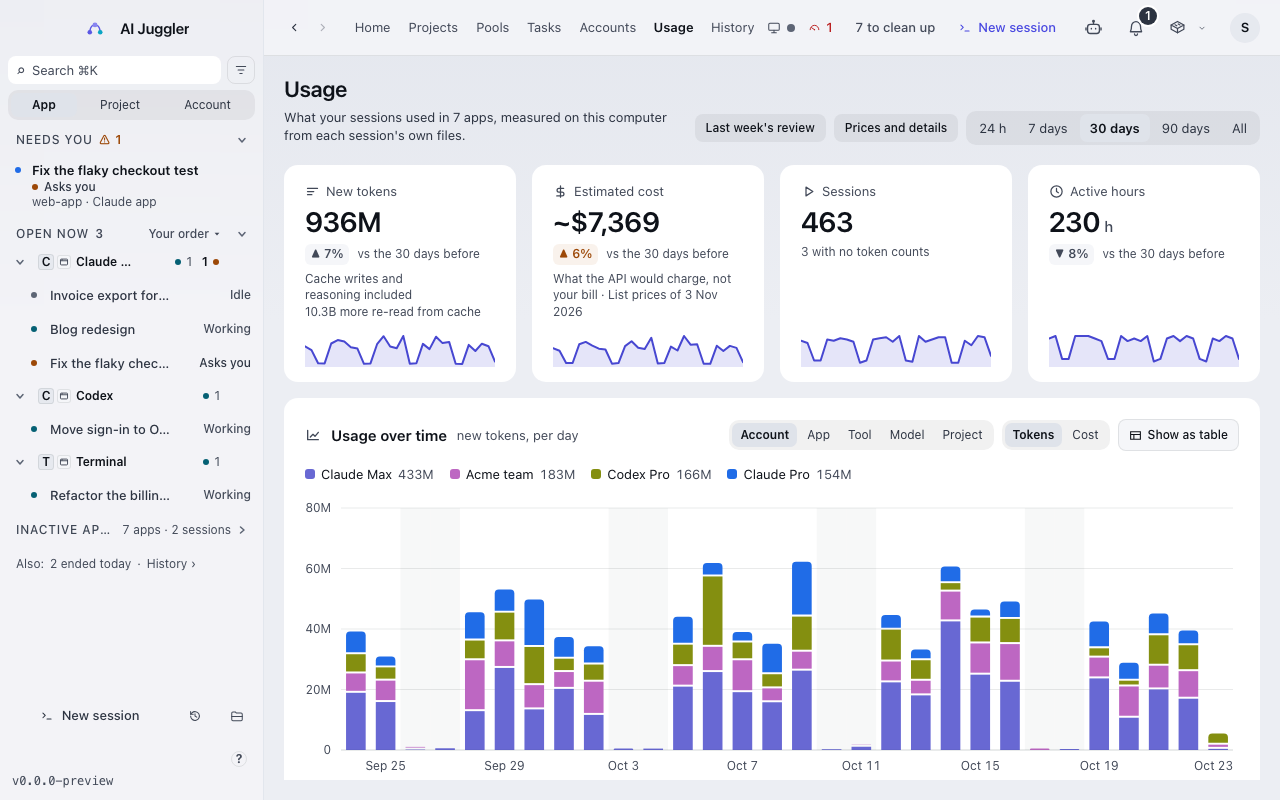 AI Juggler
Search ⌘K
App Project Account
NEEDS YOU 1
Fix the flaky checkout test
Asks you
web-app · Claude app
OPEN NOW 3 Your order
C Claude ... 1 1
Invoice export for... Idle
Blog redesign Working
Fix the flaky chec... Asks you
C Codex 1
Move sign-in to O... Working
T Terminal 1
Refactor the billin... Working
INACTIVE AP... 7 apps · 2 sessions
Also: 2 ended today · History ›
New session
?
v0.0.0-preview
Home Projects Pools Tasks Accounts Usage History 1 7 to clean up New session 1 S
Usage
What your sessions used in 7 apps, measured on this computer
from each session's own files.
Last week's review Prices and details 24 h 7 days 30 days 90 days All
New tokens
936M
▲ 7% vs the 30 days before
Cache writes and
reasoning included
10.3B more re-read from cache
Estimated cost
~$7,369
▲ 6% vs the 30 days before
What the API would charge, not
your bill · List prices of 3 Nov
2026
Sessions
463
3 with no token counts
Active hours
230 h
▼ 8% vs the 30 days before
Usage over time new tokens, per day
Account App Tool Model Project Tokens Cost Show as table
Claude Max 433M Acme team 183M Codex Pro 166M Claude Pro 154M
80M
60M
40M
20M
0
Sep 25 Sep 29 Oct 3 Oct 7 Oct 11 Oct 15 Oct 19 Oct 23